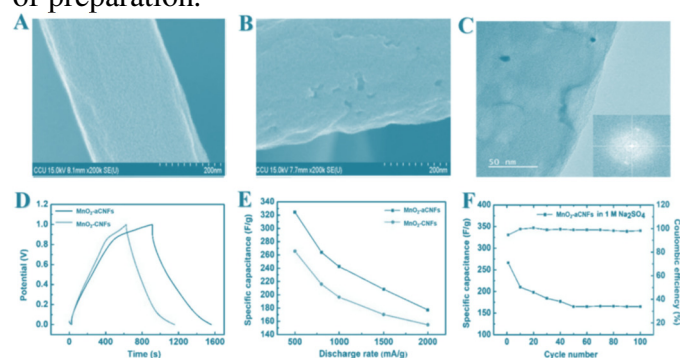 of preparation.
A
B
C
CCU 15.0kV 8.1mm x200k SE(U) 200nm
CCU 15.0kV 7.7mm x200k SE(U) 200nm
50 nm
D
MnO₂-aCNFs
MnO₂-CNFs
Potential (V)
1.0
0.8
0.6
0.4
0.2
0.0
0 400 800 1200 1600
Time (s)
E
MnO₂-aCNFs
MnO₂-CNFs
Specific capacitance (F/g)
340
320
300
280
260
240
220
200
180
160
140
500 1000 1500 2000
Discharge rate (mA/g)
F
MnO₂-aCNFs in 1 M Na₂SO₄
Specific capacitance (F/g)
400
350
300
250
200
150
100
0 20 40 60 80 100
Cycle number
120
100
80
60
40
20
Coulombic efficiency (%)